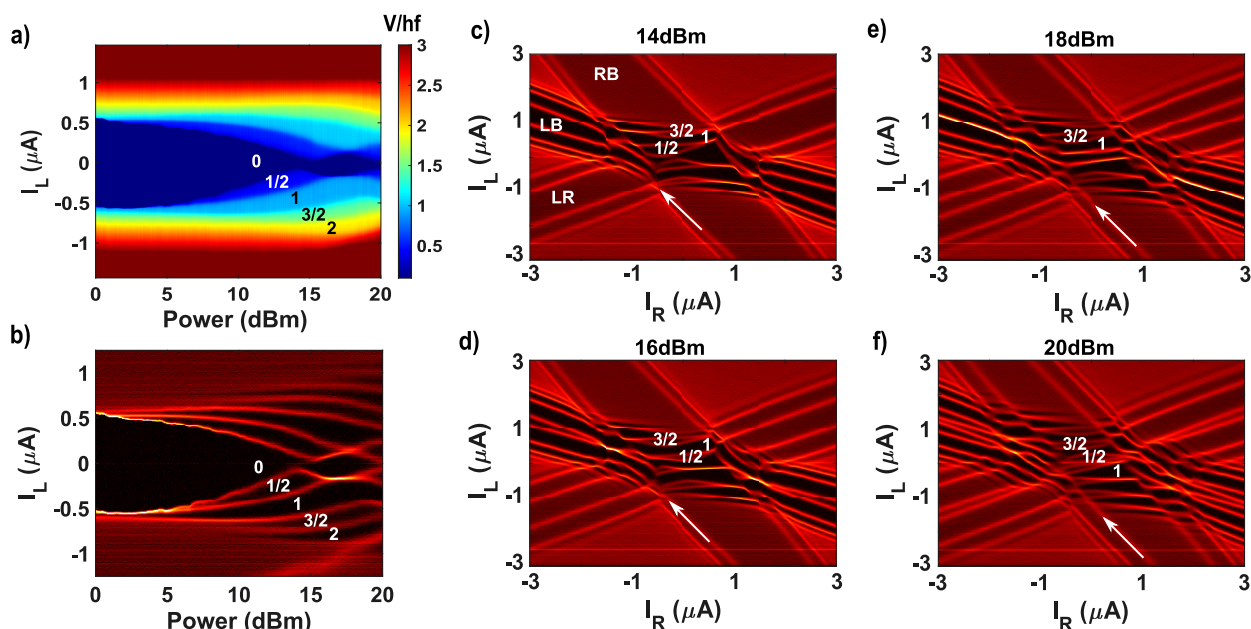 a)
V/hf
3
2.5
2
1.5
1
0.5
1
0.5
0
-0.5
-1
I_L (μA)
0
1/2
1
3/2
2
0 5 10 15 20
Power (dBm)
b)
1
0.5
0
-0.5
-1
I_L (μA)
0
1/2
1
3/2
2
0 5 10 15 20
Power (dBm)
c)
14dBm
3
1
-1
-3
I_L (μA)
RB
LB
LR
3/2
1
1/2
-3 -1 1 3
I_R (μA)
d)
16dBm
3
1
-1
-3
I_L (μA)
3/2
1
1/2
-3 -1 1 3
I_R (μA)
e)
18dBm
3
1
-1
-3
I_L (μA)
3/2
1
-3 -1 1 3
I_R (μA)
f)
20dBm
3
1
-1
-3
I_L (μA)
3/2
1/2
1
-3 -1 1 3
I_R (μA)